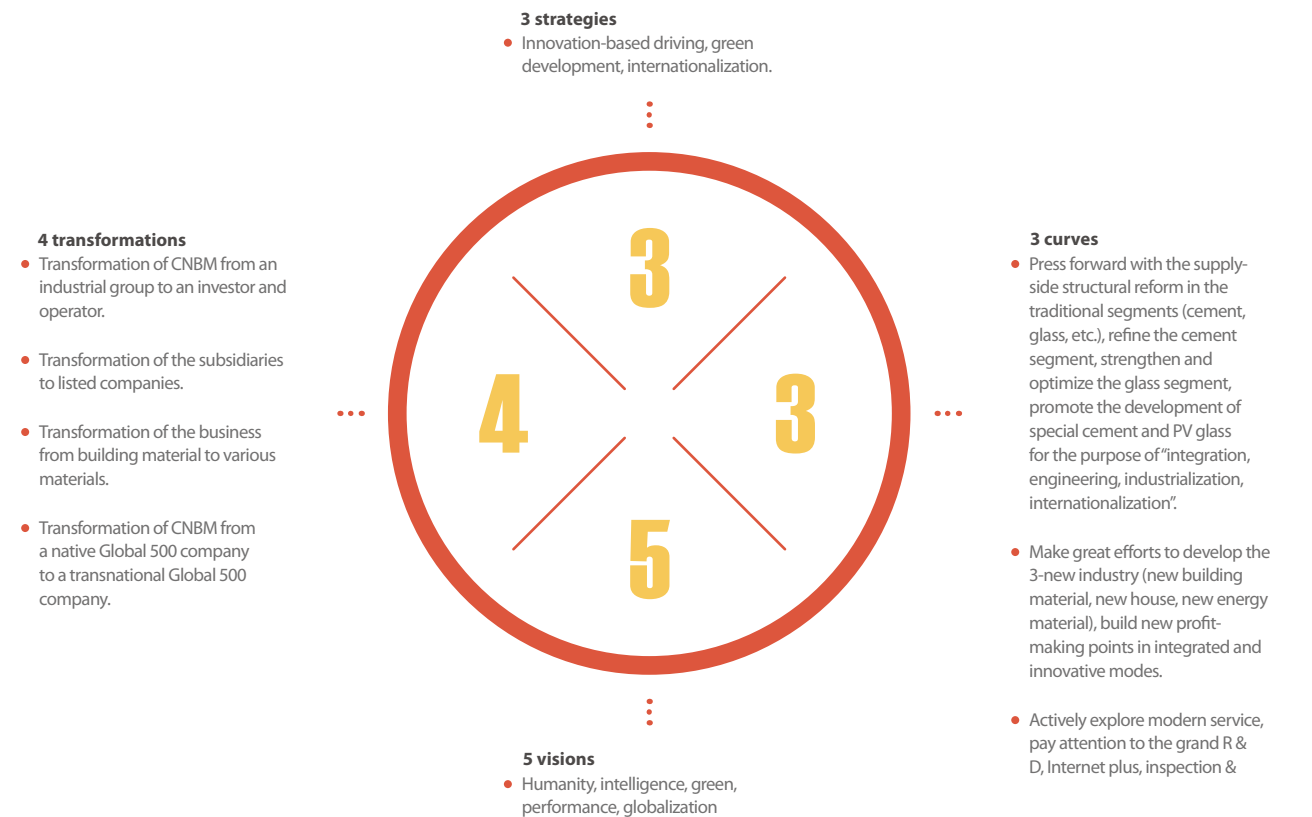 3 strategies
Innovation-based driving, green
development, internationalization.
4 transformations
Transformation of CNBM from an
industrial group to an investor and
operator.
Transformation of the subsidiaries
to listed companies.
Transformation of the business
from building material to various
materials.
Transformation of CNBM from
a native Global 500 company
to a transnational Global 500
company.
3
4
3
5
3 curves
Press forward with the supply-
side structural reform in the
traditional segments (cement,
glass, etc.), refine the cement
segment, strengthen and
optimize the glass segment,
promote the development of
special cement and PV glass
for the purpose of "integration,
engineering, industrialization,
internationalization".
Make great efforts to develop the
3-new industry (new building
material, new house, new energy
material), build new profit-
making points in integrated and
innovative modes.
Actively explore modern service,
pay attention to the grand R &
D, Internet plus, inspection &
5 visions
Humanity, intelligence, green,
performance, globalization